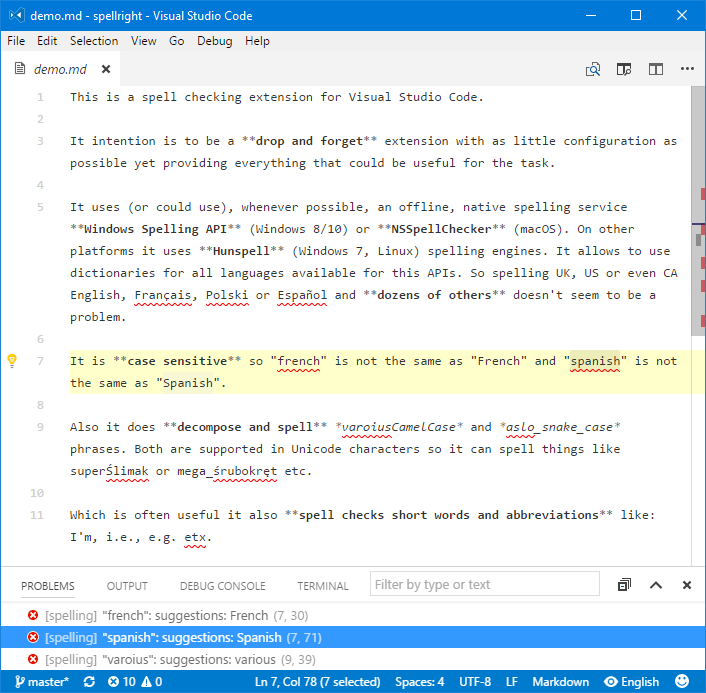 demo.md - spellright - Visual Studio Code
File Edit Selection View Go Debug Help
demo.md
1 This is a spell checking extension for Visual Studio Code.
2
3 It intention is to be a **drop and forget** extension with as little configuration as
possible yet providing everything that could be useful for the task.
4
5 It uses (or could use), whenever possible, an offline, native spelling service
**Windows Spelling API** (Windows 8/10) or **NSSpellChecker** (macOS). On other
platforms it uses **Hunspell** (Windows 7, Linux) spelling engines. It allows to use
dictionaries for all languages available for this APIs. So spelling UK, US or even CA
English, Français, Polski or Español and **dozens of others** doesn't seem to be a
problem.
6
7 It is **case sensitive** so "french" is not the same as "French" and "spanish" is not
the same as "Spanish".
8
9 Also it does **decompose and spell** *varoiusCamelCase* and *aslo_snake_case*
phrases. Both are supported in Unicode characters so it can spell things like
superŚlimak or mega_śrubokręt etc.
10
11 Which is often useful it also **spell checks short words and abbreviations** like:
I'm, i.e., e.g. etx.
PROBLEMS OUTPUT DEBUG CONSOLE TERMINAL Filter by type or text
[spelling] "french": suggestions: French (7, 30)
[spelling] "spanish": suggestions: Spanish (7, 71)
[spelling] "varoius": suggestions: various (9, 39)
master* 10 0 Ln 7, Col 78 (7 selected) Spaces: 4 UTF-8 LF Markdown English